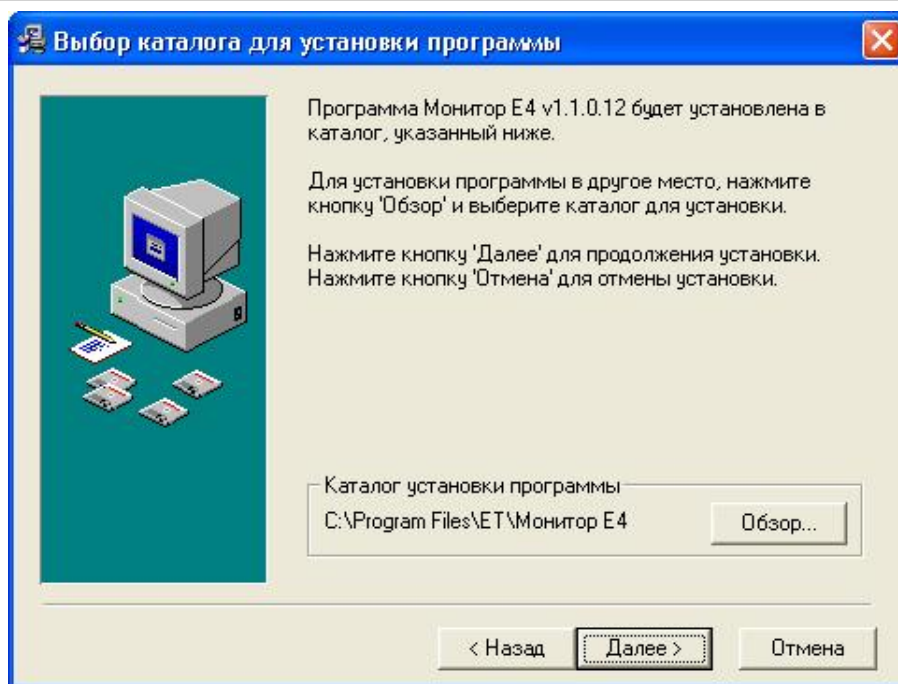 Выбор каталога для установки программы
Программа Монитор Е4 v1.1.0.12 будет установлена в
каталог, указанный ниже.
Для установки программы в другое место, нажмите
кнопку 'Обзор' и выберите каталог для установки.
Нажмите кнопку 'Далее' для продолжения установки.
Нажмите кнопку 'Отмена' для отмены установки.
Каталог установки программы
C:\Program Files\ET\Монитор Е4
Обзор...
< Назад
Далее >
Отмена